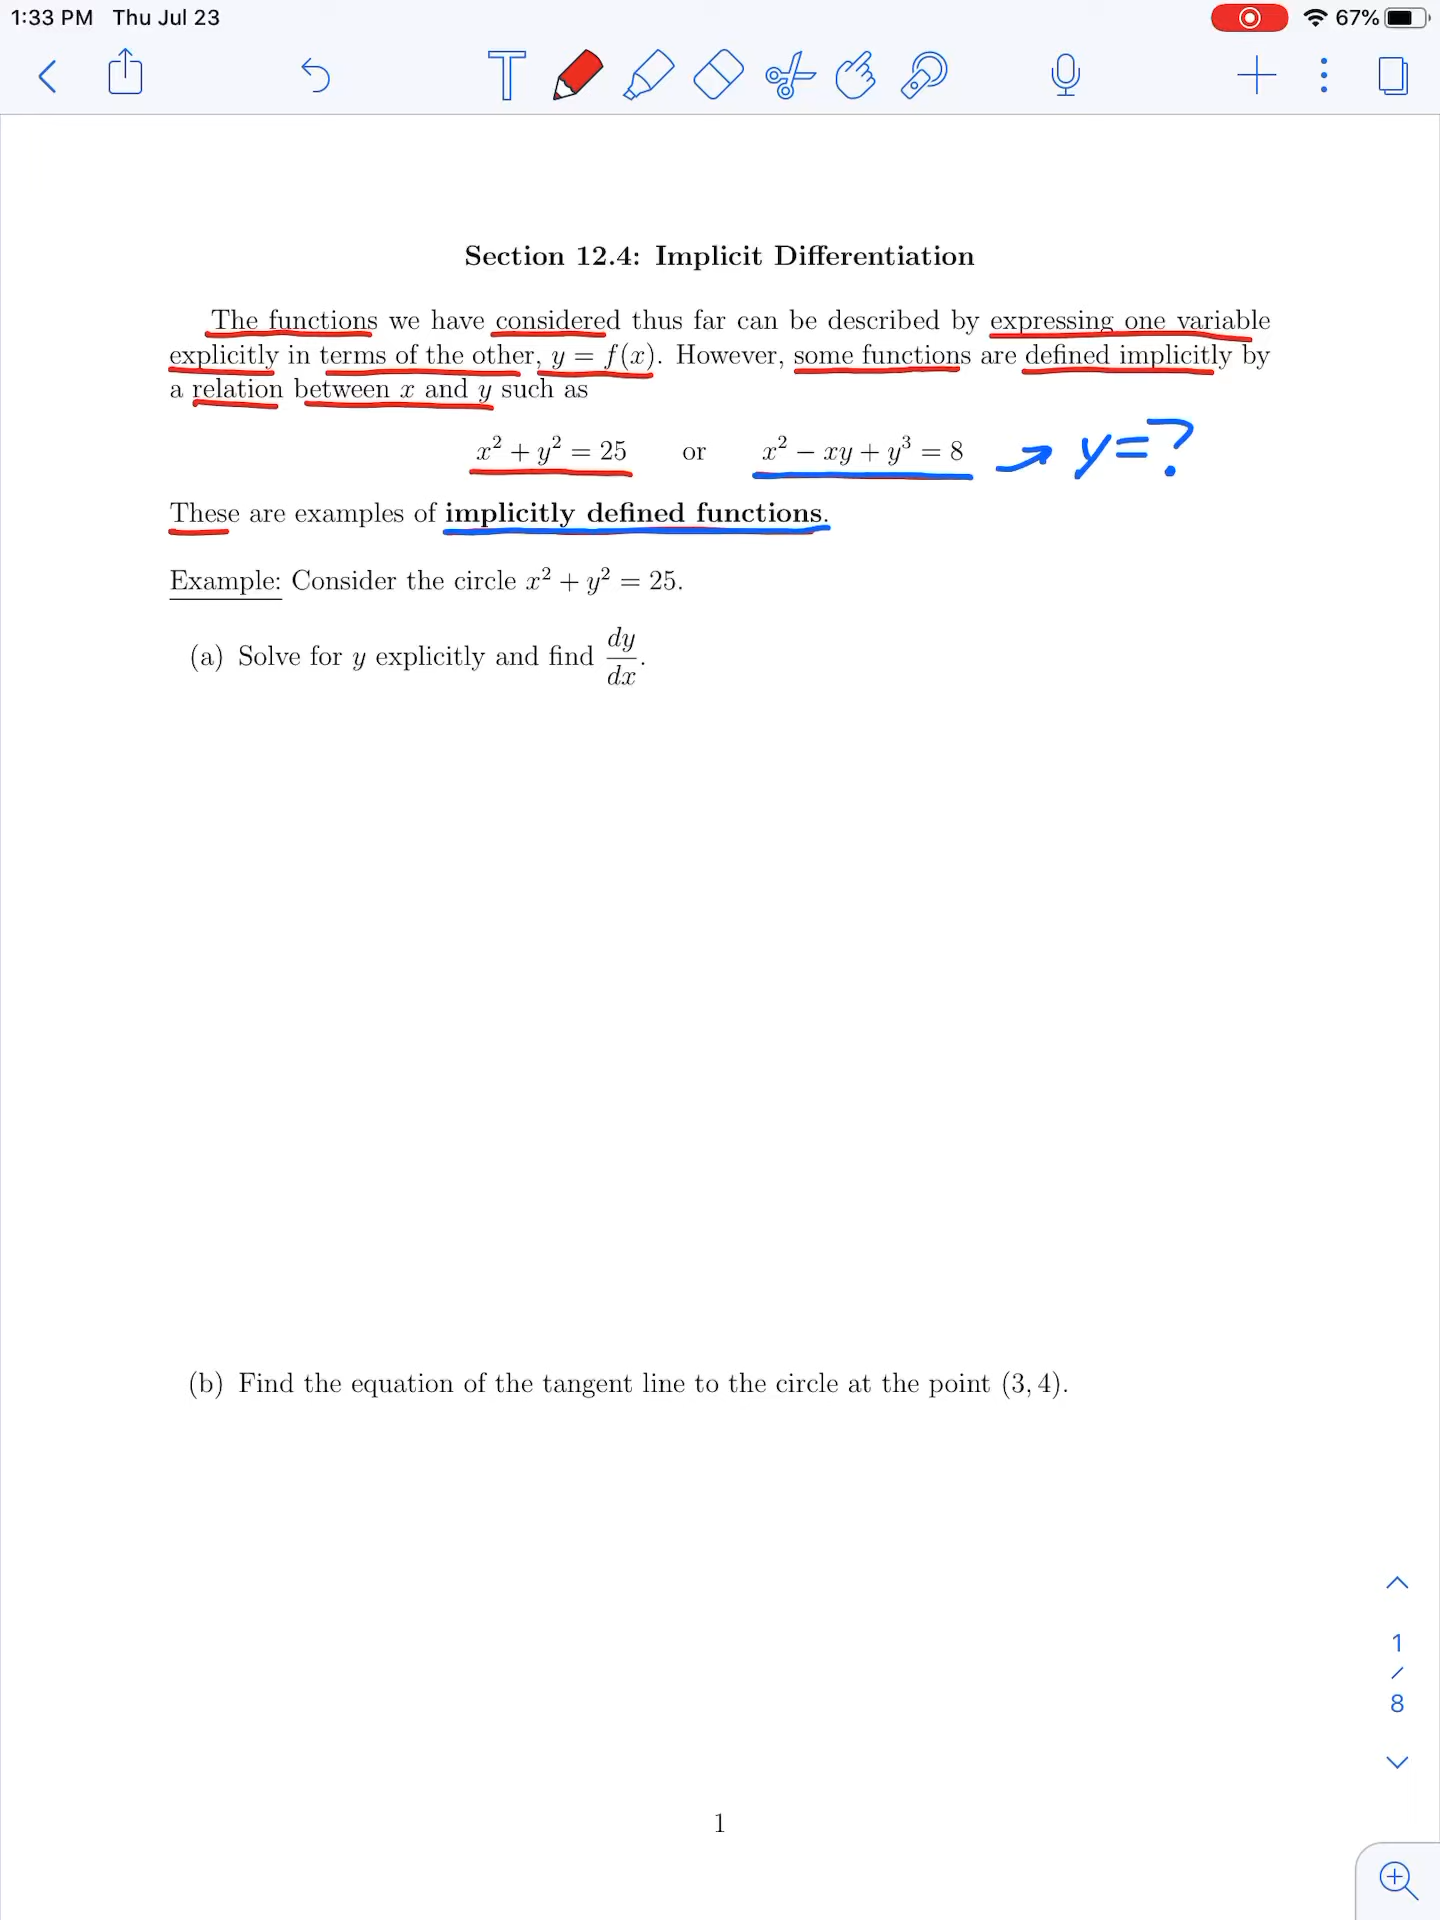 1:33 PM Thu Jul 23
67%
Section 12.4: Implicit Differentiation
The functions we have considered thus far can be described by expressing one variable
explicitly in terms of the other, y = f(x). However, some functions are defined implicitly by
a relation between x and y such as
x² + y² = 25 or x² − xy + y³ = 8 → y=?
These are examples of implicitly defined functions.
Example: Consider the circle x² + y² = 25.
(a) Solve for y explicitly and find dy/dx.
(b) Find the equation of the tangent line to the circle at the point (3, 4).
1
/
8
1